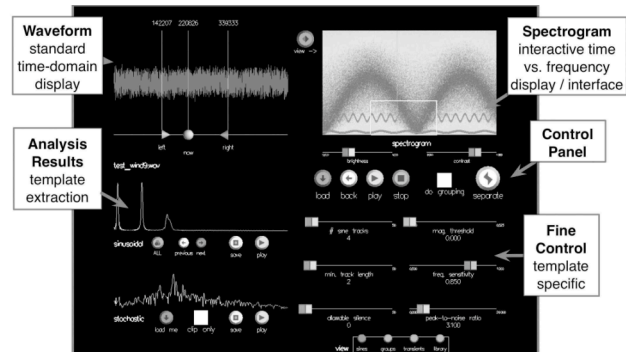 Waveform
standard
time-domain
display
Analysis
Results
template
extraction
142207 220826 339333
left now right
test_wind9.wav
sinusoidal
ALL previous next save play
stochastic
load me clip only save play
view ->
spectrogram
brightness contrast
load back play stop do grouping separate
# sine tracks
4
mag. threshold
0.000
min. track length
2
freq. sensitivity
0.850
allowable silence
0
peak-to-noise ratio
3.100
view
sines groups transients library
Spectrogram
interactive time
vs. frequency
display / interface
Control
Panel
Fine
Control
template
specific